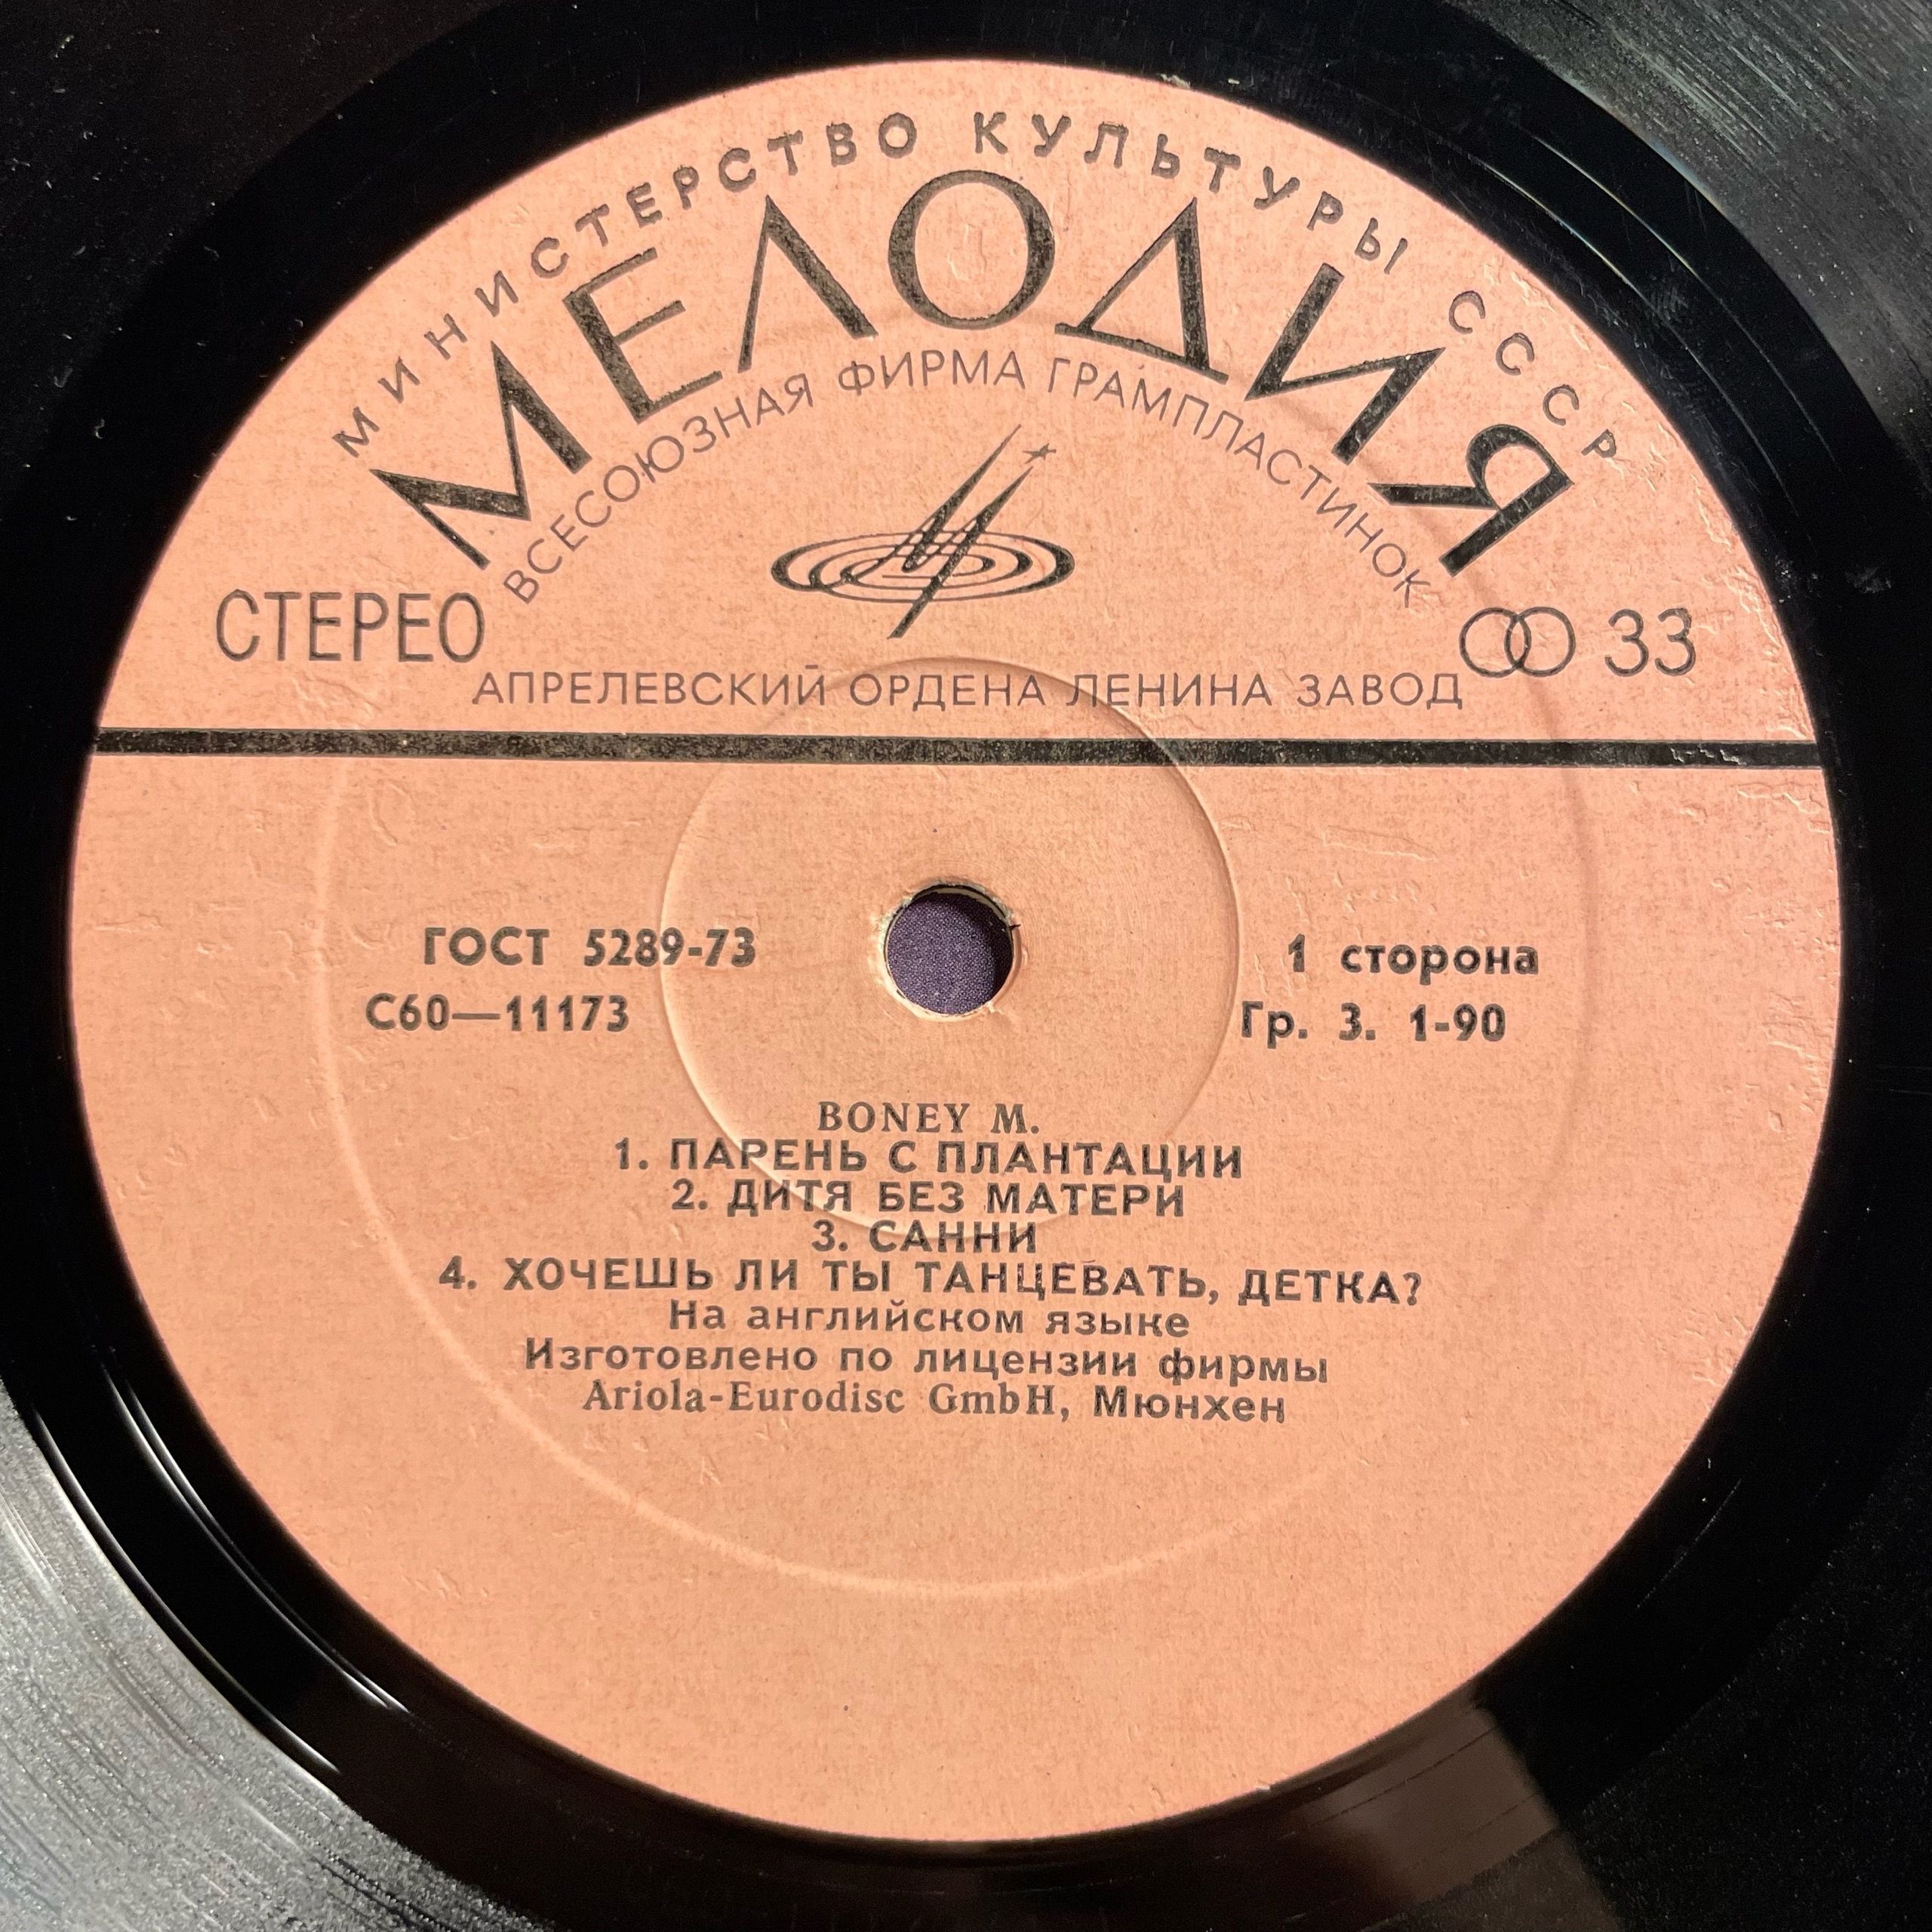 МИНИСТЕРСТВО КУЛЬТУРЫ СССР
МЕЛОДИЯ
ВСЕСОЮЗНАЯ ФИРМА ГРАМПЛАСТИНОК
СТЕРЕО
33
АПРЕЛЕВСКИЙ ОРДЕНА ЛЕНИНА ЗАВОД
ГОСТ 5289-73
1 сторона
С60—11173
Гр. 3. 1-90
BONEY M.
1. ПАРЕНЬ С ПЛАНТАЦИИ
2. ДИТЯ БЕЗ МАТЕРИ
3. САННИ
4. ХОЧЕШЬ ЛИ ТЫ ТАНЦЕВАТЬ, ДЕТКА?
На английском языке
Изготовлено по лицензии фирмы
Ariola-Eurodisc GmbH, Мюнхен